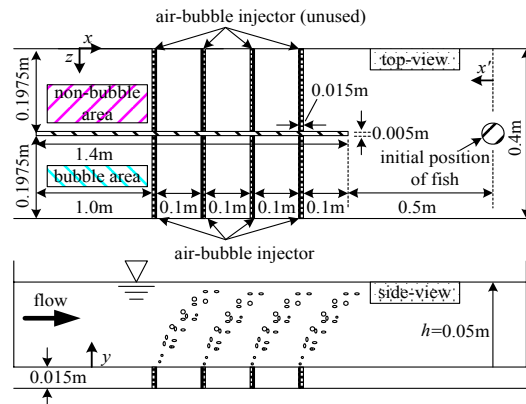 air-bubble injector (unused)
x
z
top-view
x'
0.1975m
non-bubble
area
0.015m
0.005m
0.4m
1.4m
initial position
of fish
0.1975m
bubble area
1.0m
0.1m
0.1m
0.1m
0.1m
0.5m
air-bubble injector
flow
side-view
h=0.05m
y
0.015m